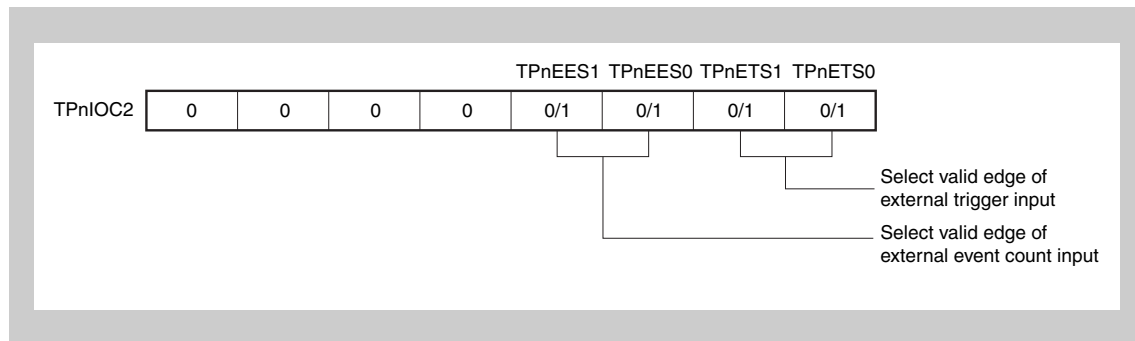 TPnEES1 TPnEES0 TPnETS1 TPnETS0
TPnIOC2 0 0 0 0 0/1 0/1 0/1 0/1
Select valid edge of
external trigger input
Select valid edge of
external event count input